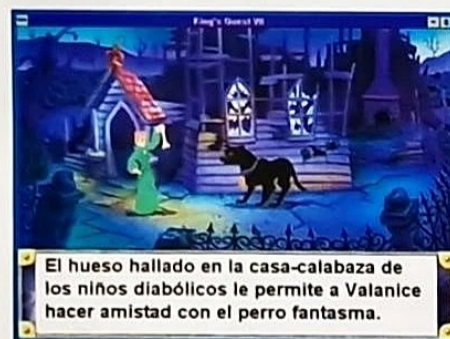 King's Quest VII
El hueso hallado en la casa-calabaza de
los niños diabólicos le permite a Valanice
hacer amistad con el perro fantasma.